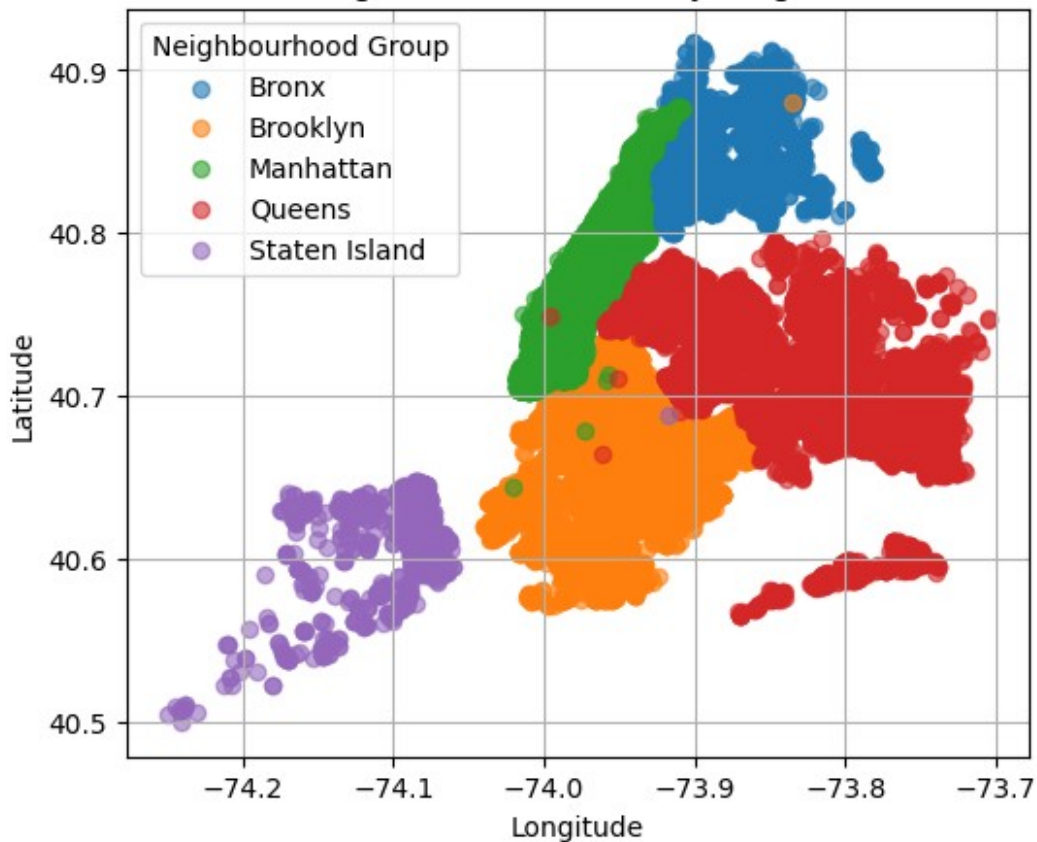 Neighbourhood Group
Bronx
Brooklyn
Manhattan
Queens
Staten Island
40.9
40.8
40.7
40.6
40.5
Latitude
−74.2
−74.1
−74.0
−73.9
−73.8
−73.7
Longitude